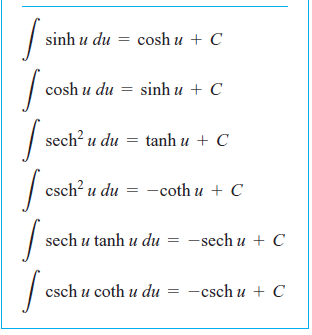 ∫ sinh u du = cosh u + C
∫ cosh u du = sinh u + C
∫ sech² u du = tanh u + C
∫ csch² u du = −coth u + C
∫ sech u tanh u du = −sech u + C
∫ csch u coth u du = −csch u + C